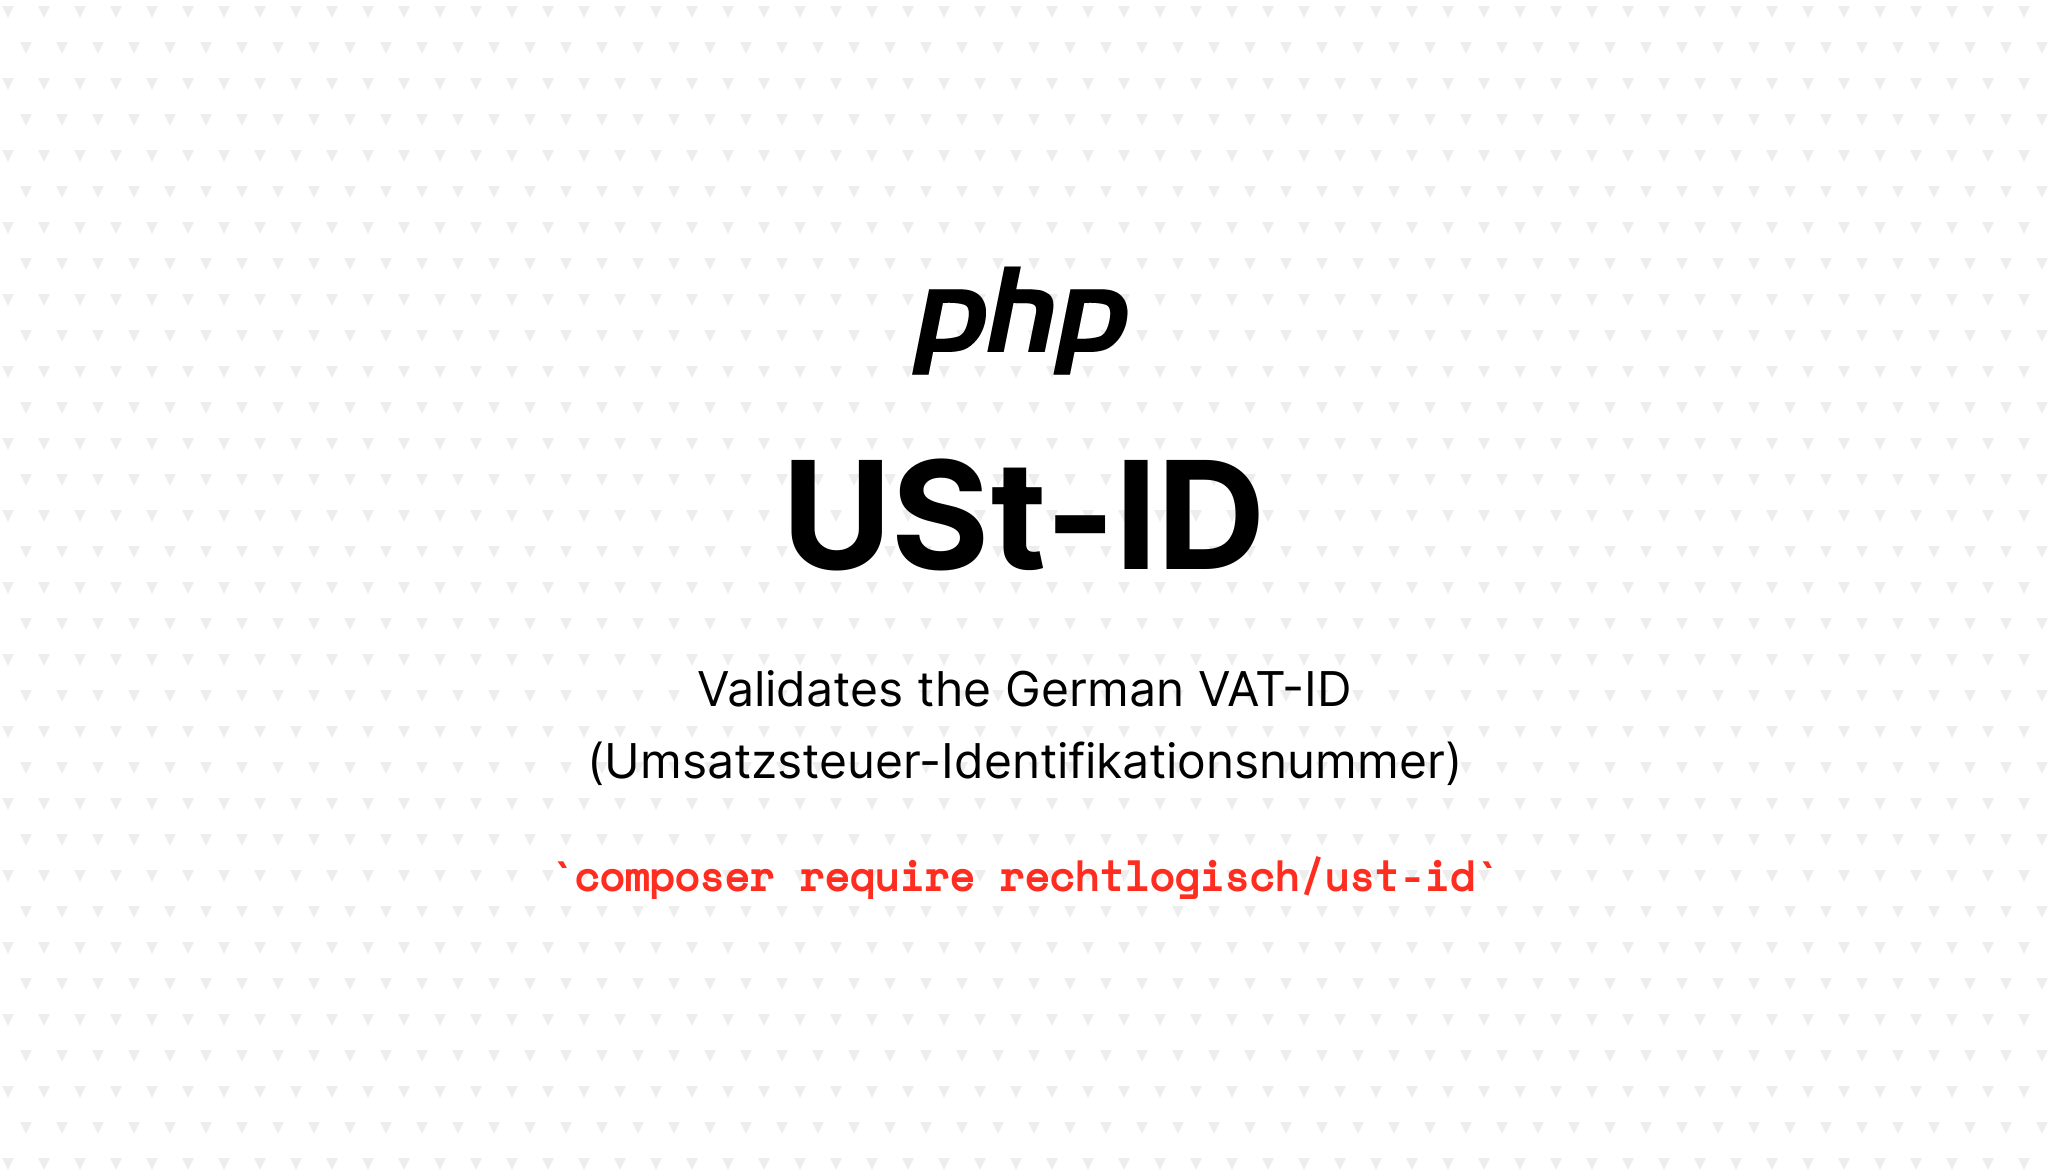 php
USt-ID
Validates the German VAT-ID
(Umsatzsteuer-Identifikationsnummer)
`composer require rechtlogisch/ust-id`